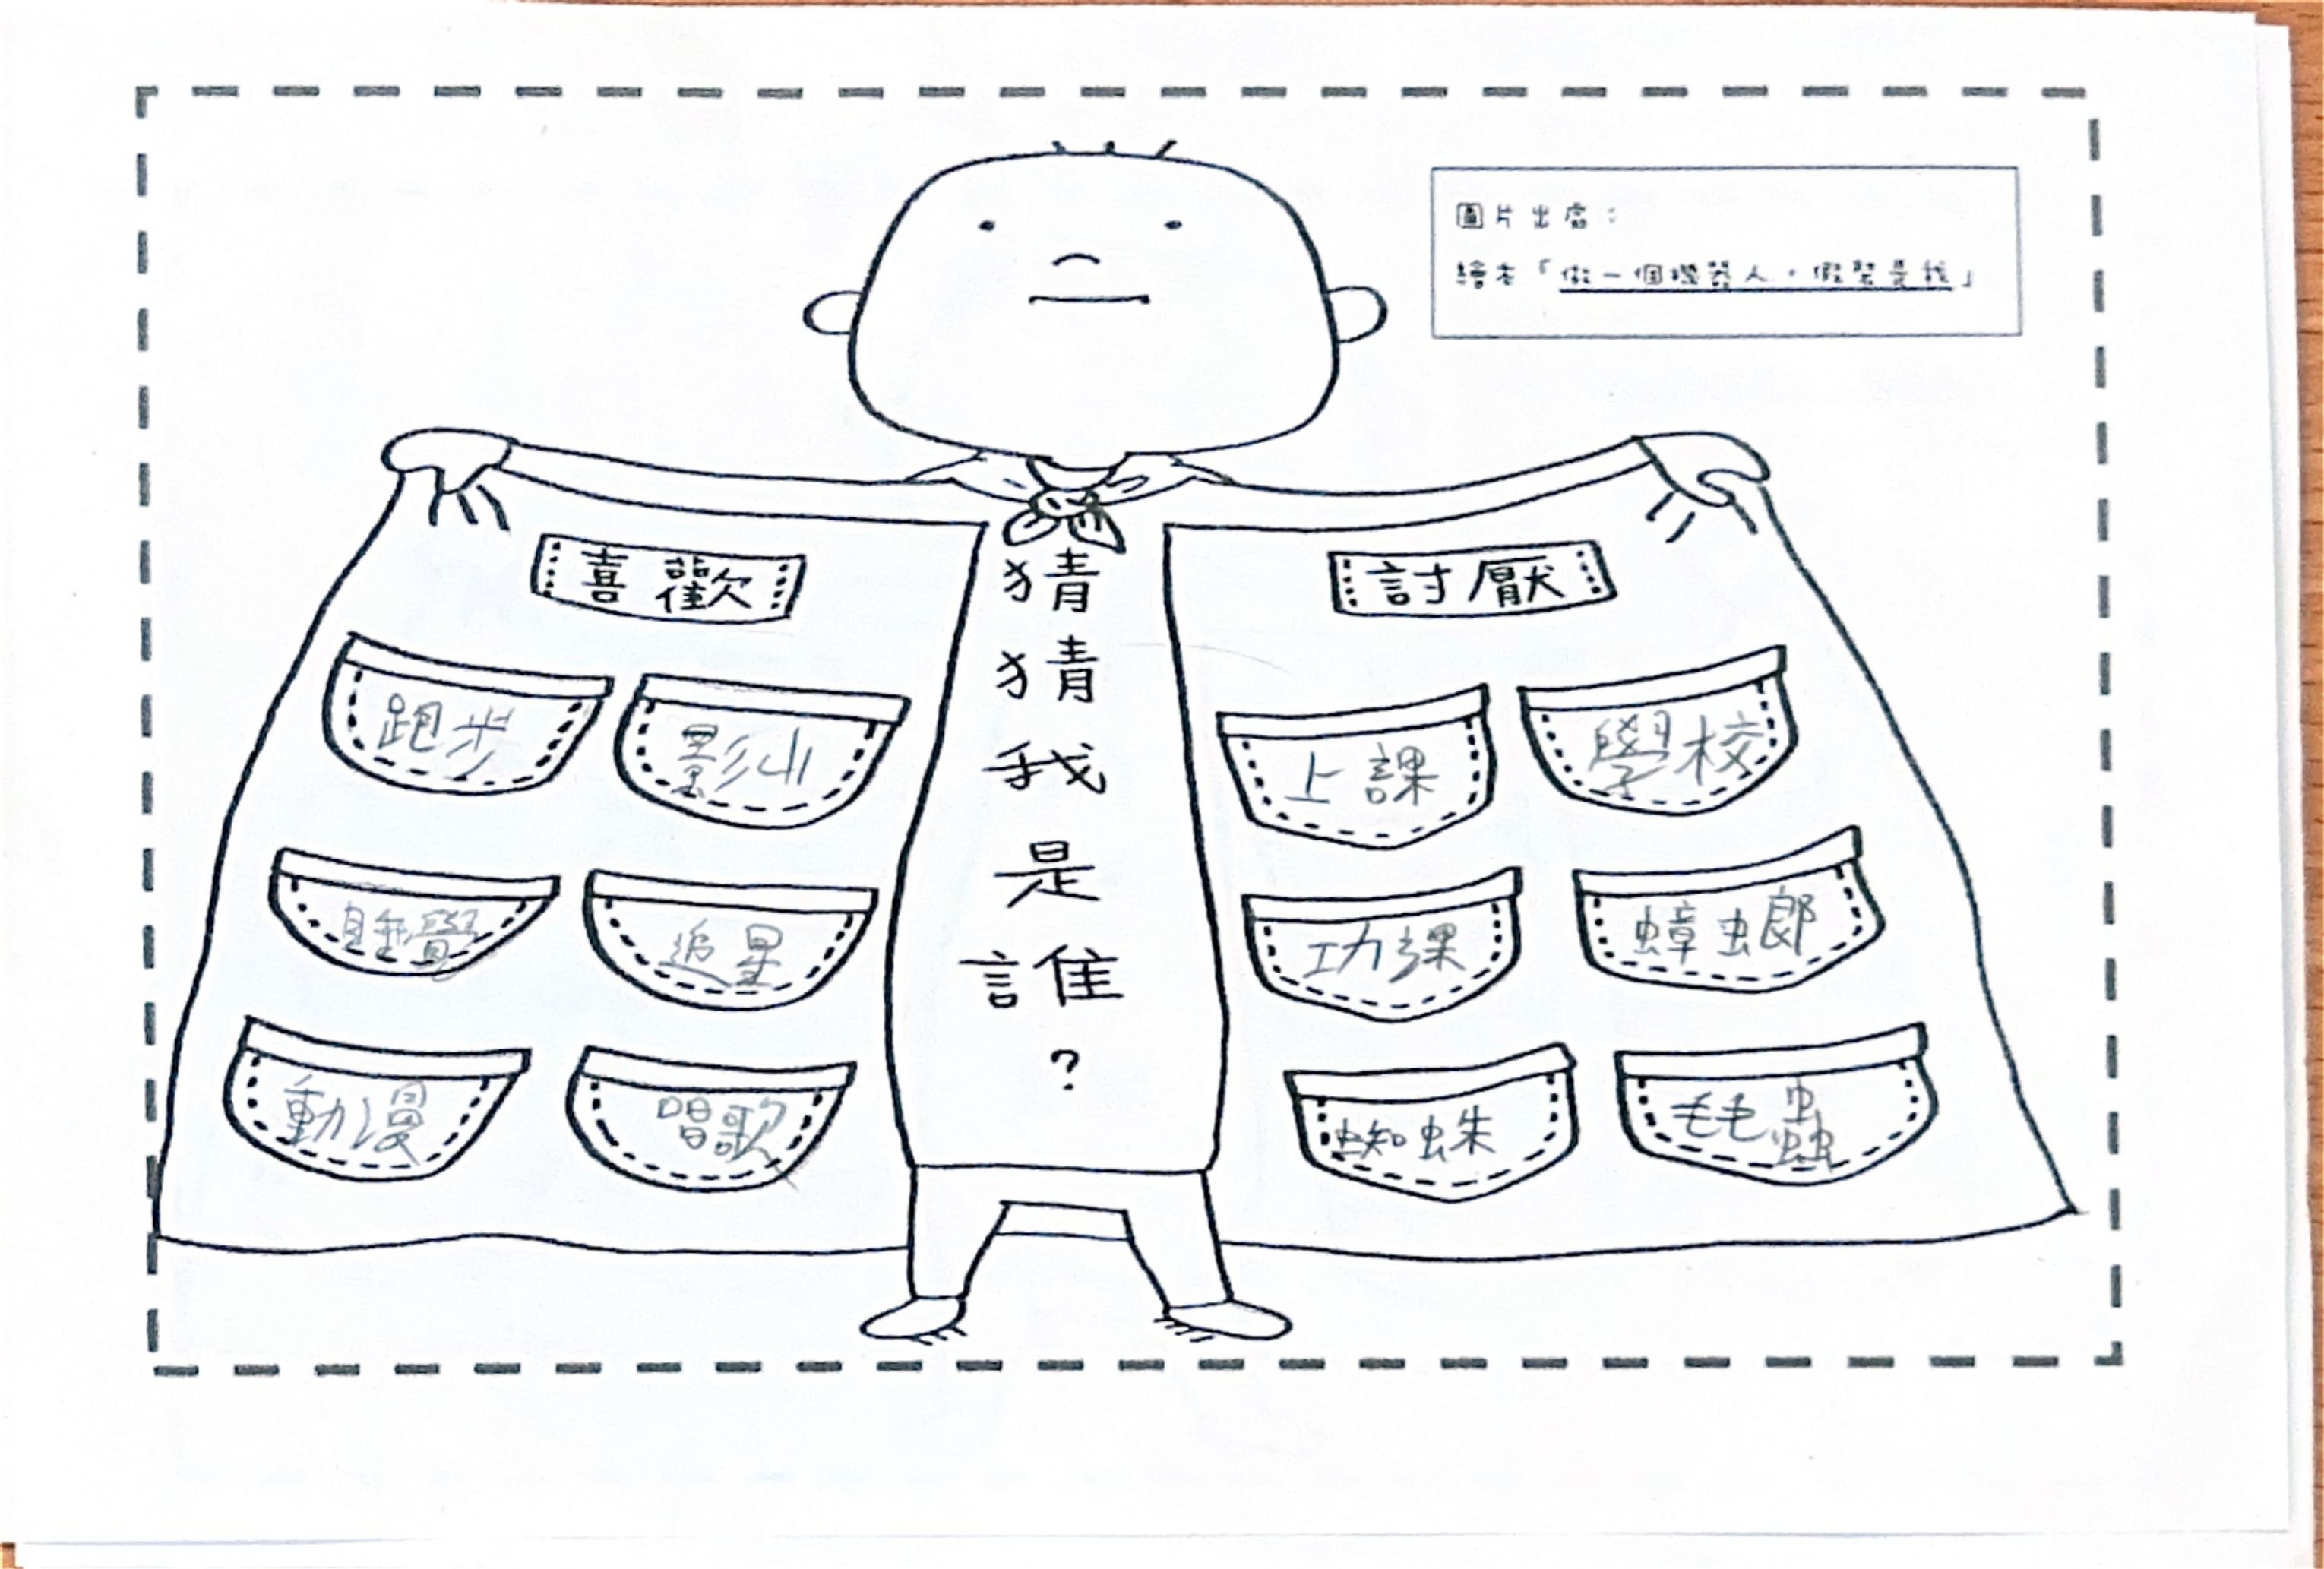 圖片出處:
繪本「做一個機器人,假裝是我」
喜歡
跑步
影山
睡覺
追星
動漫
唱歌
猜猜我是誰?
討厭
上課
學校
功課
蟑螂
蜘蛛
毛毛蟲